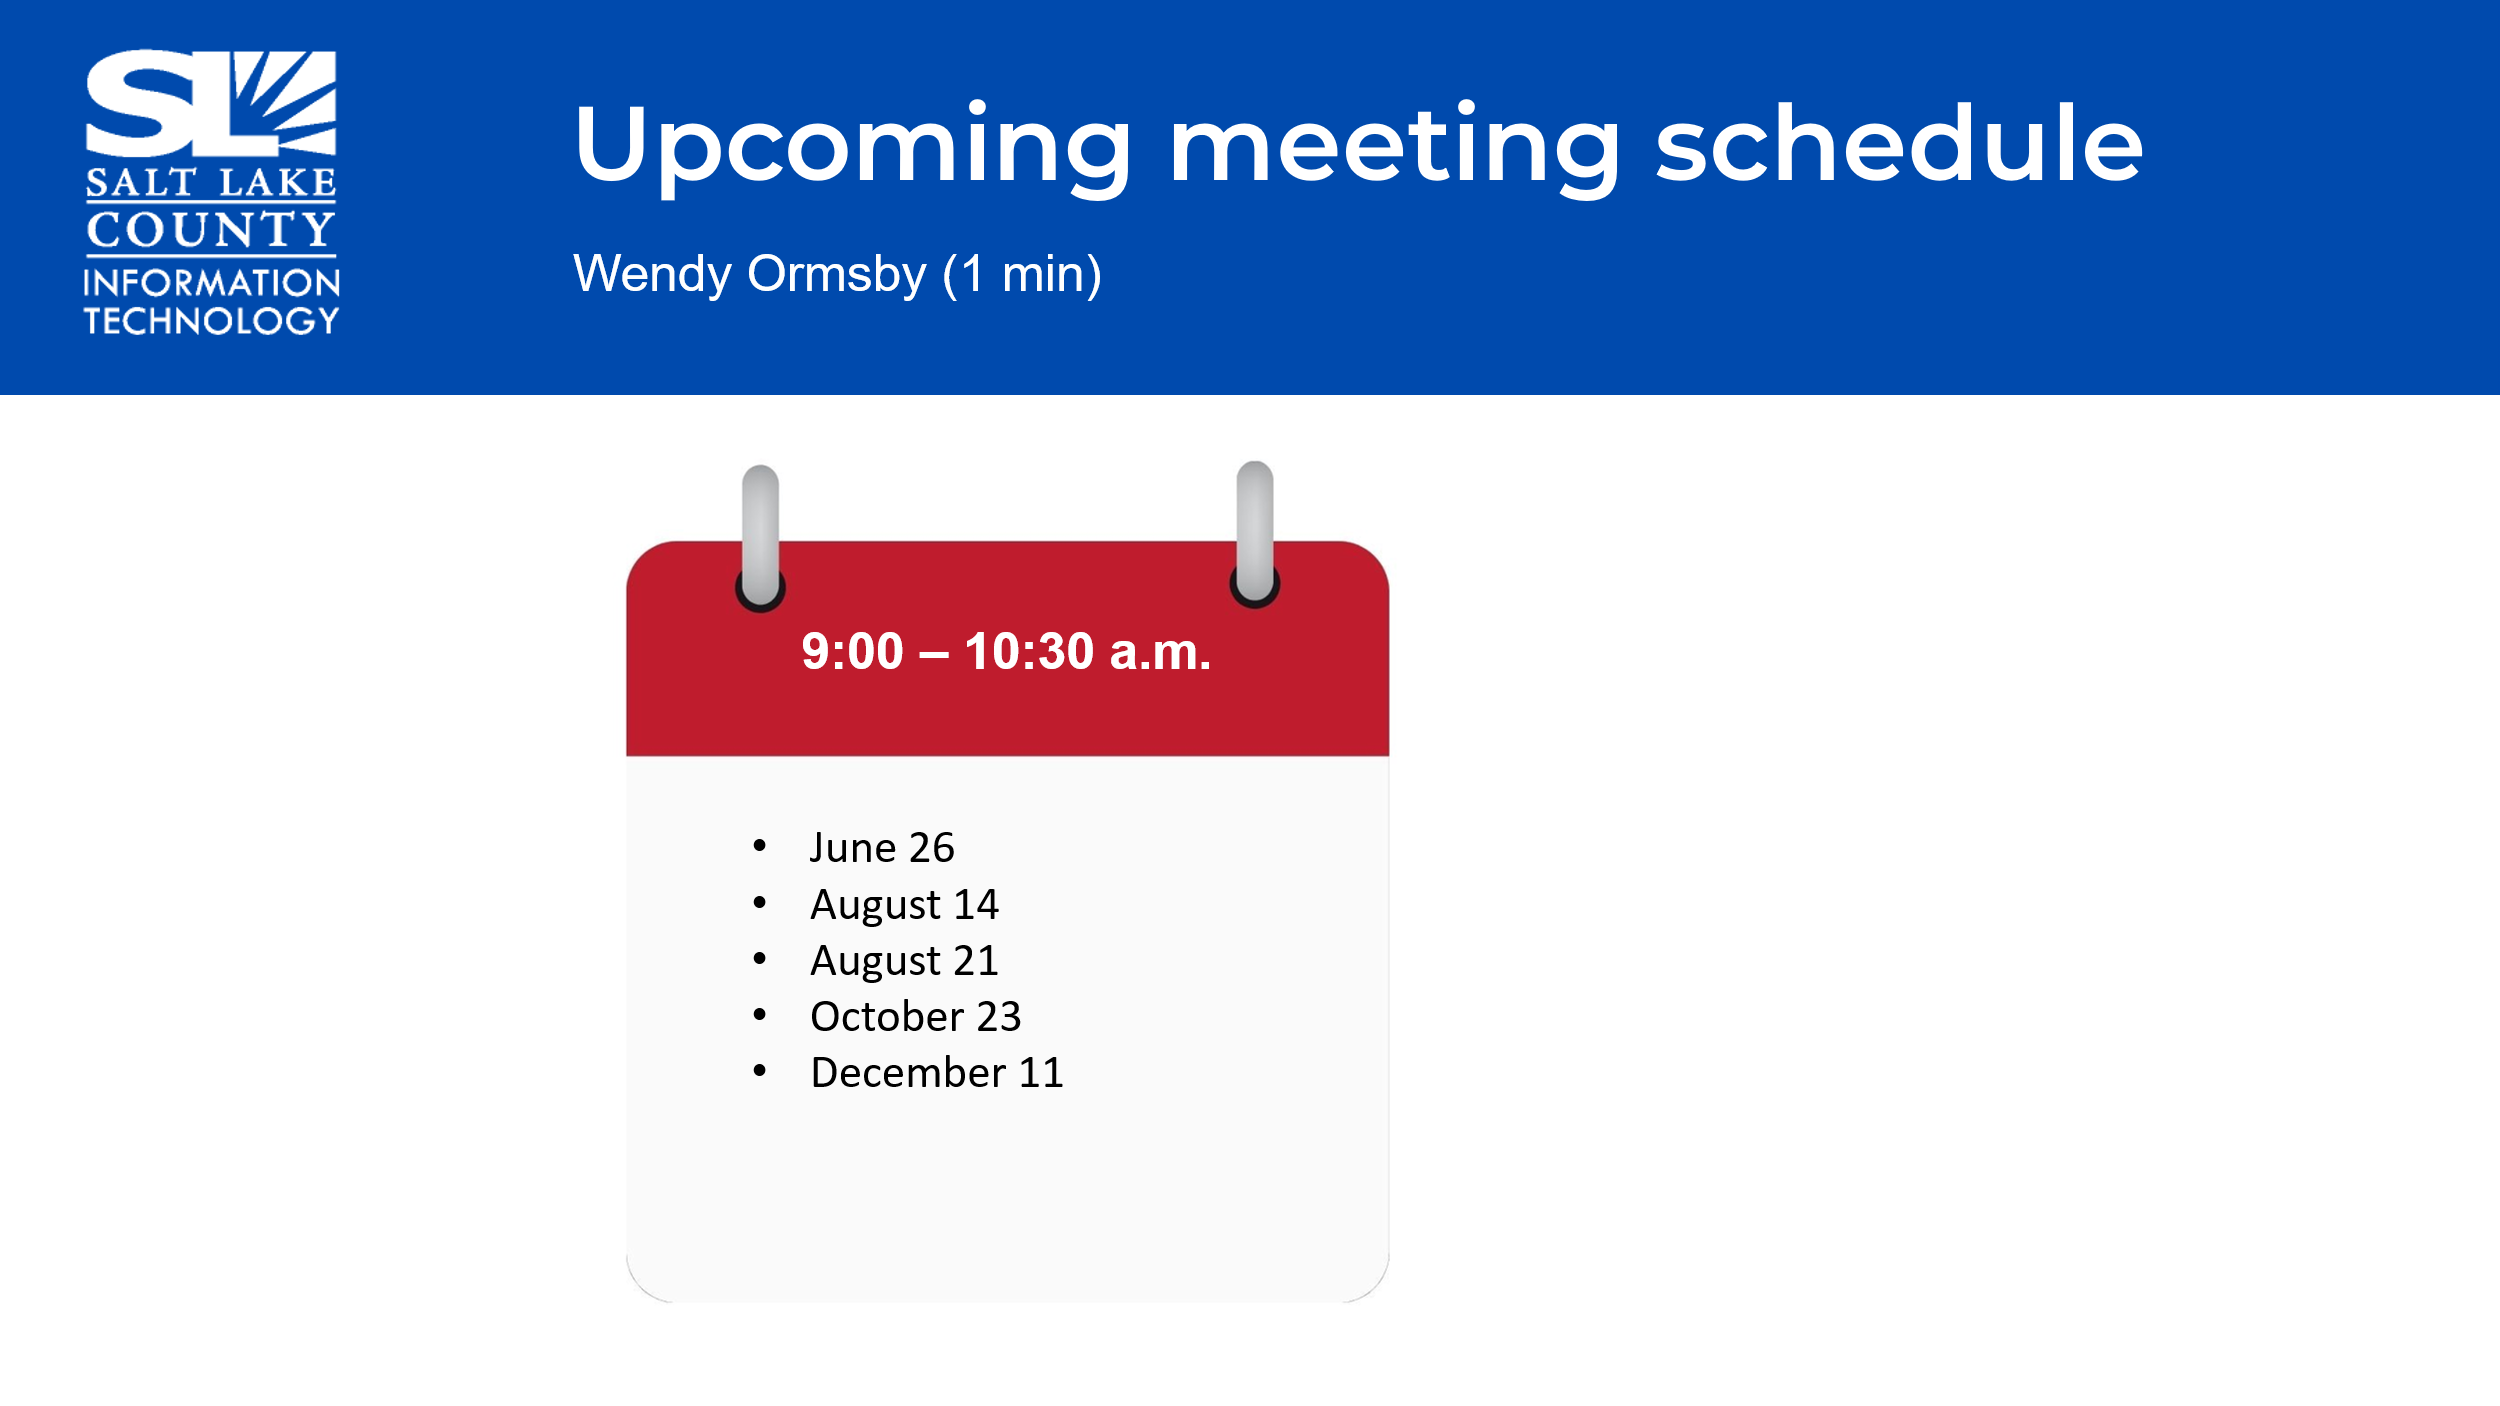 SL
SALT LAKE
COUNTY
INFORMATION
TECHNOLOGY
Upcoming meeting schedule
Wendy Ormsby (1 min)
9:00 – 10:30 a.m.
• June 26
• August 14
• August 21
• October 23
• December 11